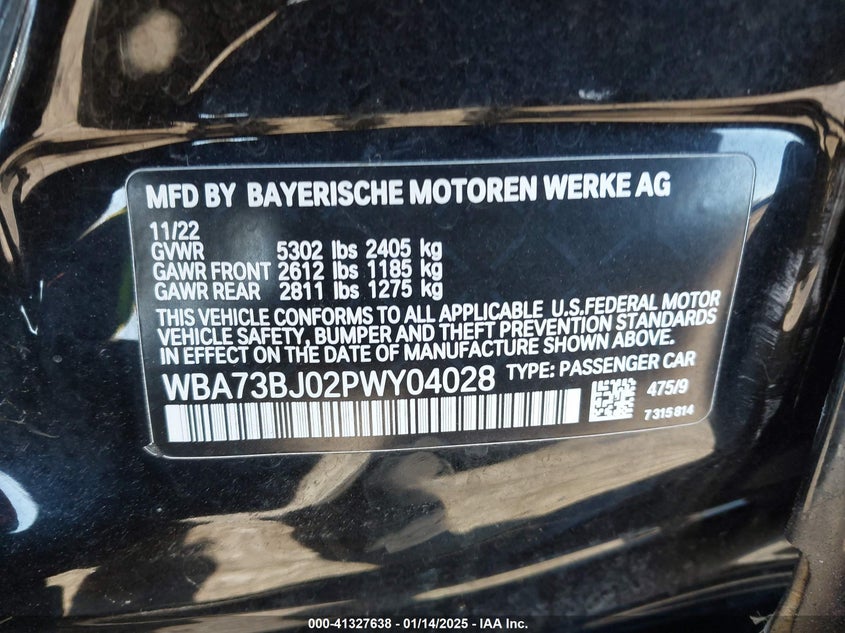 MFD BY BAYERISCHE MOTOREN WERKE AG
11/22
GVWR 5302 lbs 2405 kg
GAWR FRONT 2612 lbs 1185 kg
GAWR REAR 2811 lbs 1275 kg
THIS VEHICLE CONFORMS TO ALL APPLICABLE U.S.FEDERAL MOTOR
VEHICLE SAFETY, BUMPER AND THEFT PREVENTION STANDARDS
IN EFFECT ON THE DATE OF MANUFACTURE SHOWN ABOVE.
WBA73BJ02PWY04028 TYPE: PASSENGER CAR
475/9
7315814
000-41327638 - 01/14/2025 - IAA Inc.